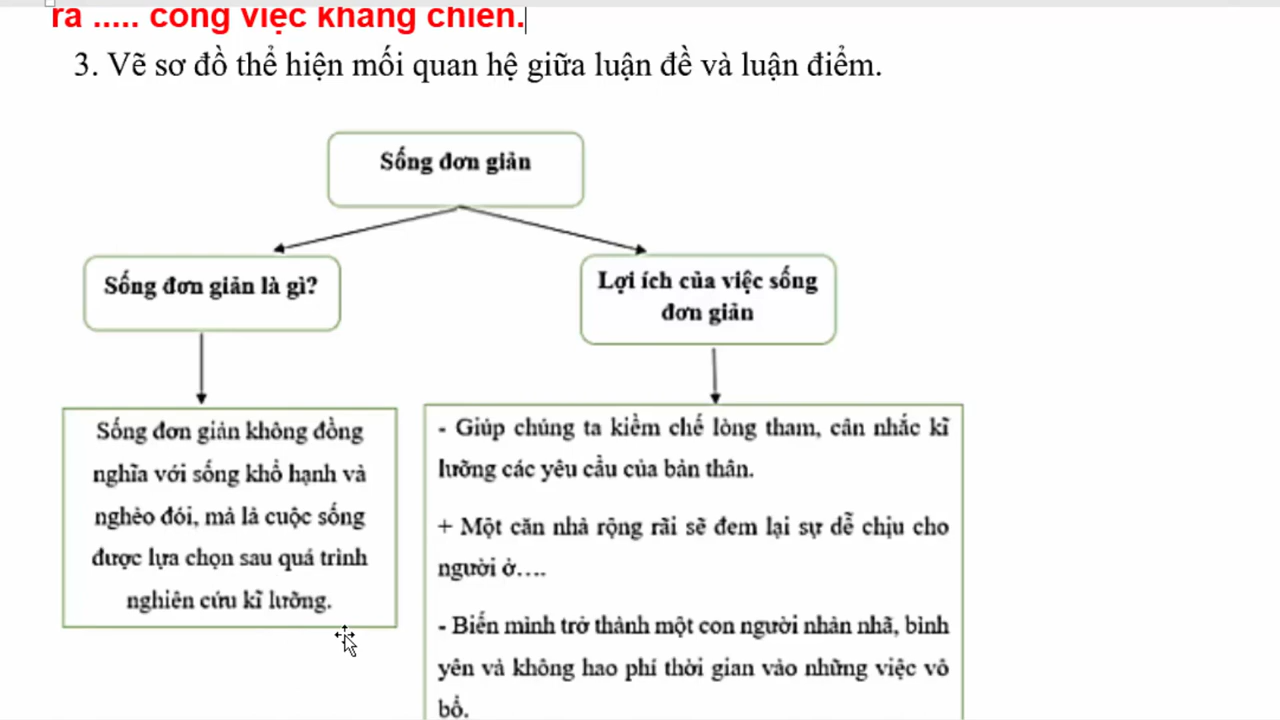 ra ..... công việc kháng chiến.
3. Vẽ sơ đồ thể hiện mối quan hệ giữa luận đề và luận điểm.
Sống đơn giản
Sống đơn giản là gì?
Lợi ích của việc sống
đơn giản
Sống đơn giản không đồng
nghĩa với sống khổ hạnh và
nghèo đói, mà là cuộc sống
được lựa chọn sau quá trình
nghiên cứu kĩ lưỡng.
- Giúp chúng ta kiềm chế lòng tham, cân nhắc kĩ
lưỡng các yêu cầu của bản thân.
+ Một căn nhà rộng rãi sẽ đem lại sự dễ chịu cho
người ở….
- Biến mình trở thành một con người nhàn nhã, bình
yên và không hao phí thời gian vào những việc vô
bổ.